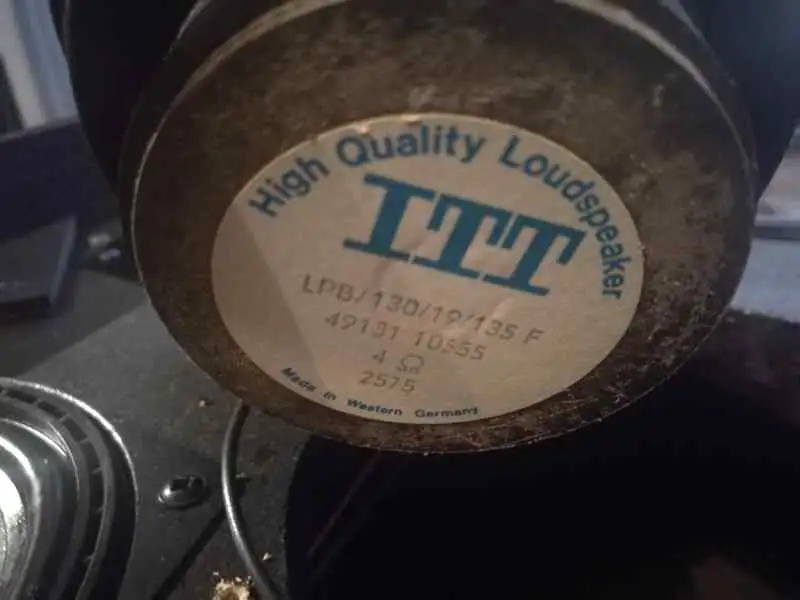 High Quality Loudspeaker
ITT
LPB/130/19/135 F
49131 10555
4 Ω
2575
Made in Western Germany